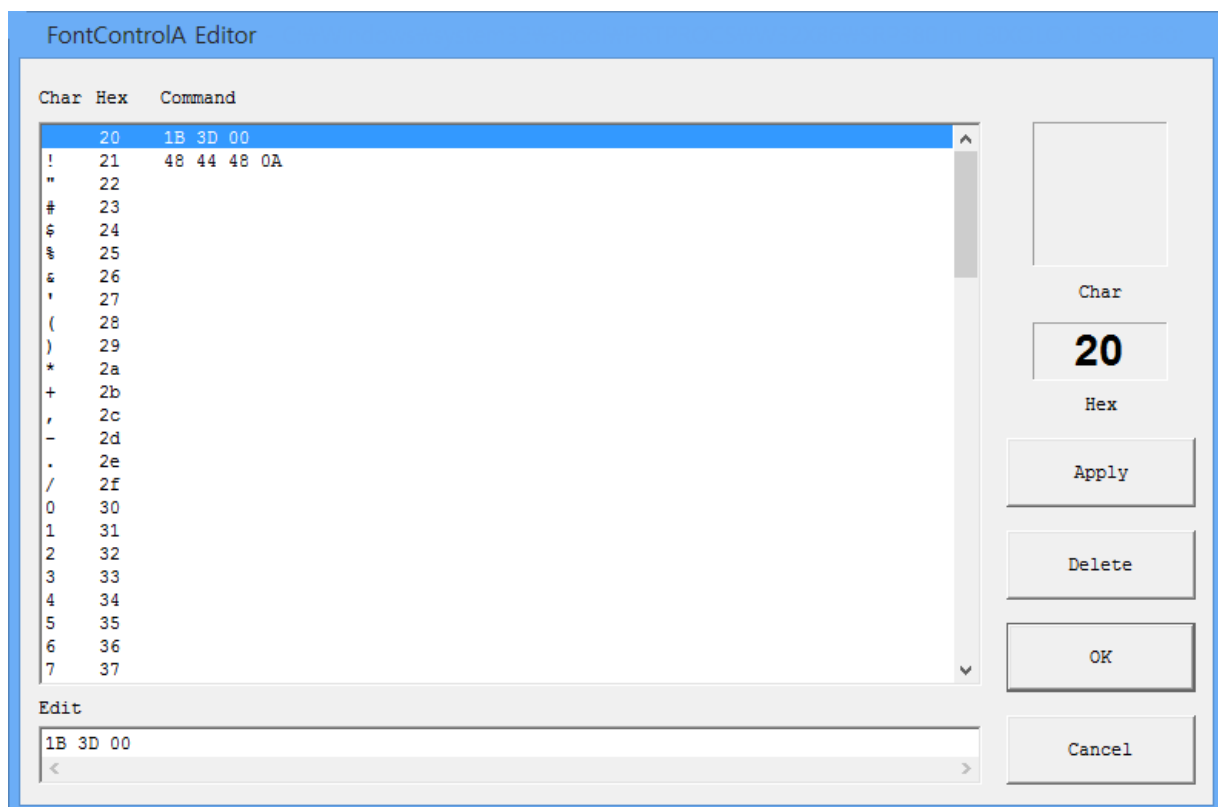 FontControlA Editor
Char Hex Command
20 1B 3D 00
! 21 48 44 48 0A
" 22
# 23
$ 24
% 25
& 26
' 27
( 28
) 29
* 2a
+ 2b
, 2c
- 2d
. 2e
/ 2f
0 30
1 31
2 32
3 33
4 34
5 35
6 36
7 37
Char
20
Hex
Apply
Delete
OK
Cancel
Edit
1B 3D 00